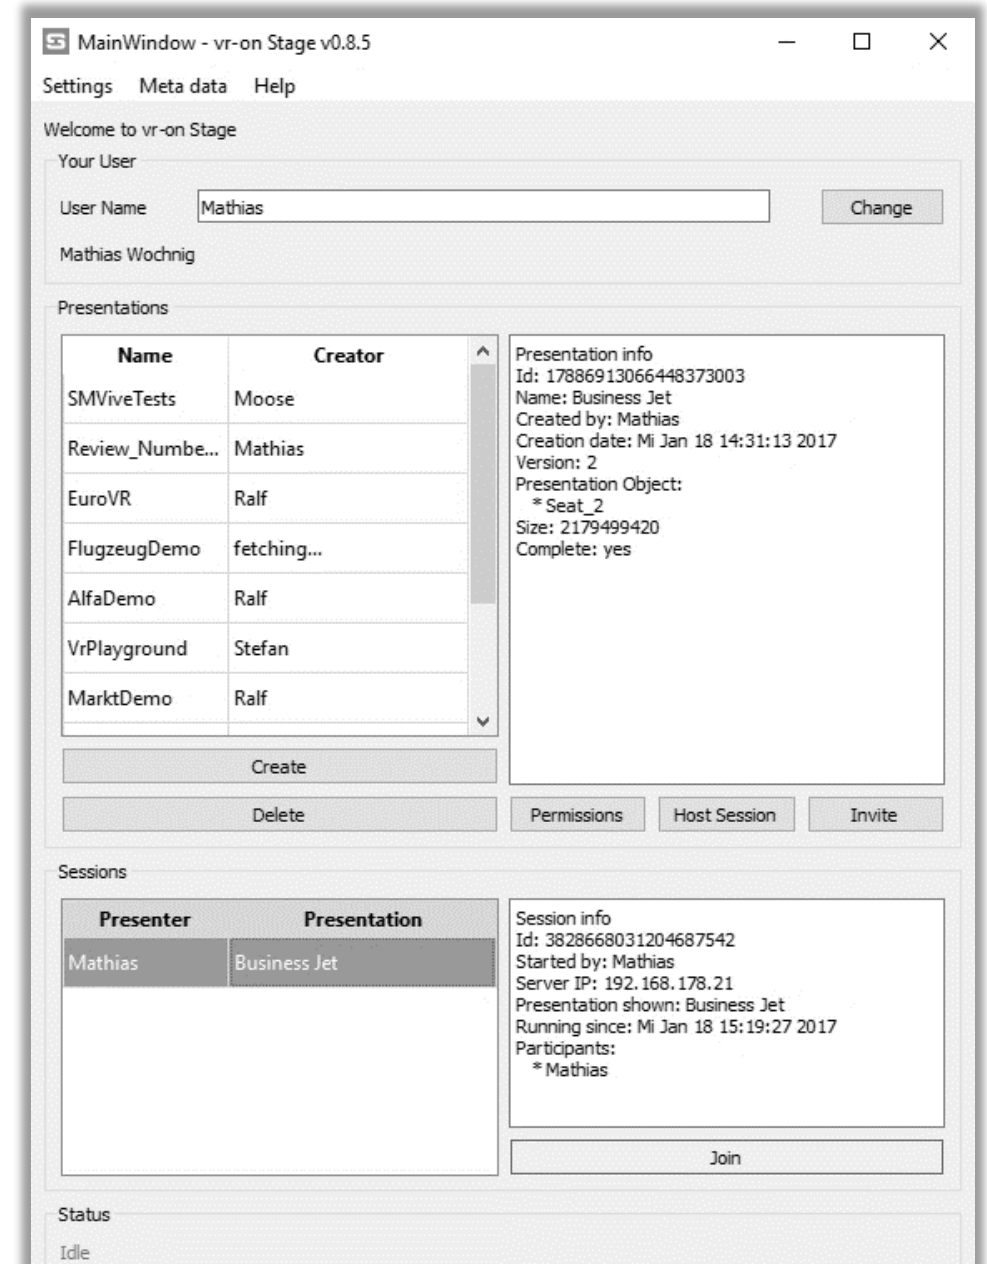 MainWindow - vr-on Stage v0.8.5
Settings Meta data Help
Welcome to vr-on Stage
Your User
User Name Mathias Change
Mathias Wochnig
Presentations
Name Creator
SMViveTests Moose
Review_Numbe... Mathias
EuroVR Ralf
FlugzeugDemo fetching...
AlfaDemo Ralf
VrPlayground Stefan
MarktDemo Ralf
Create
Delete
Presentation info
Id: 17886913066448373003
Name: Business Jet
Created by: Mathias
Creation date: Mi Jan 18 14:31:13 2017
Version: 2
Presentation Object:
* Seat_2
Size: 2179499420
Complete: yes
Permissions Host Session Invite
Sessions
Presenter Presentation
Mathias Business Jet
Session info
Id: 3828668031204687542
Started by: Mathias
Server IP: 192.168.178.21
Presentation shown: Business Jet
Running since: Mi Jan 18 15:19:27 2017
Participants:
* Mathias
Join
Status
Idle